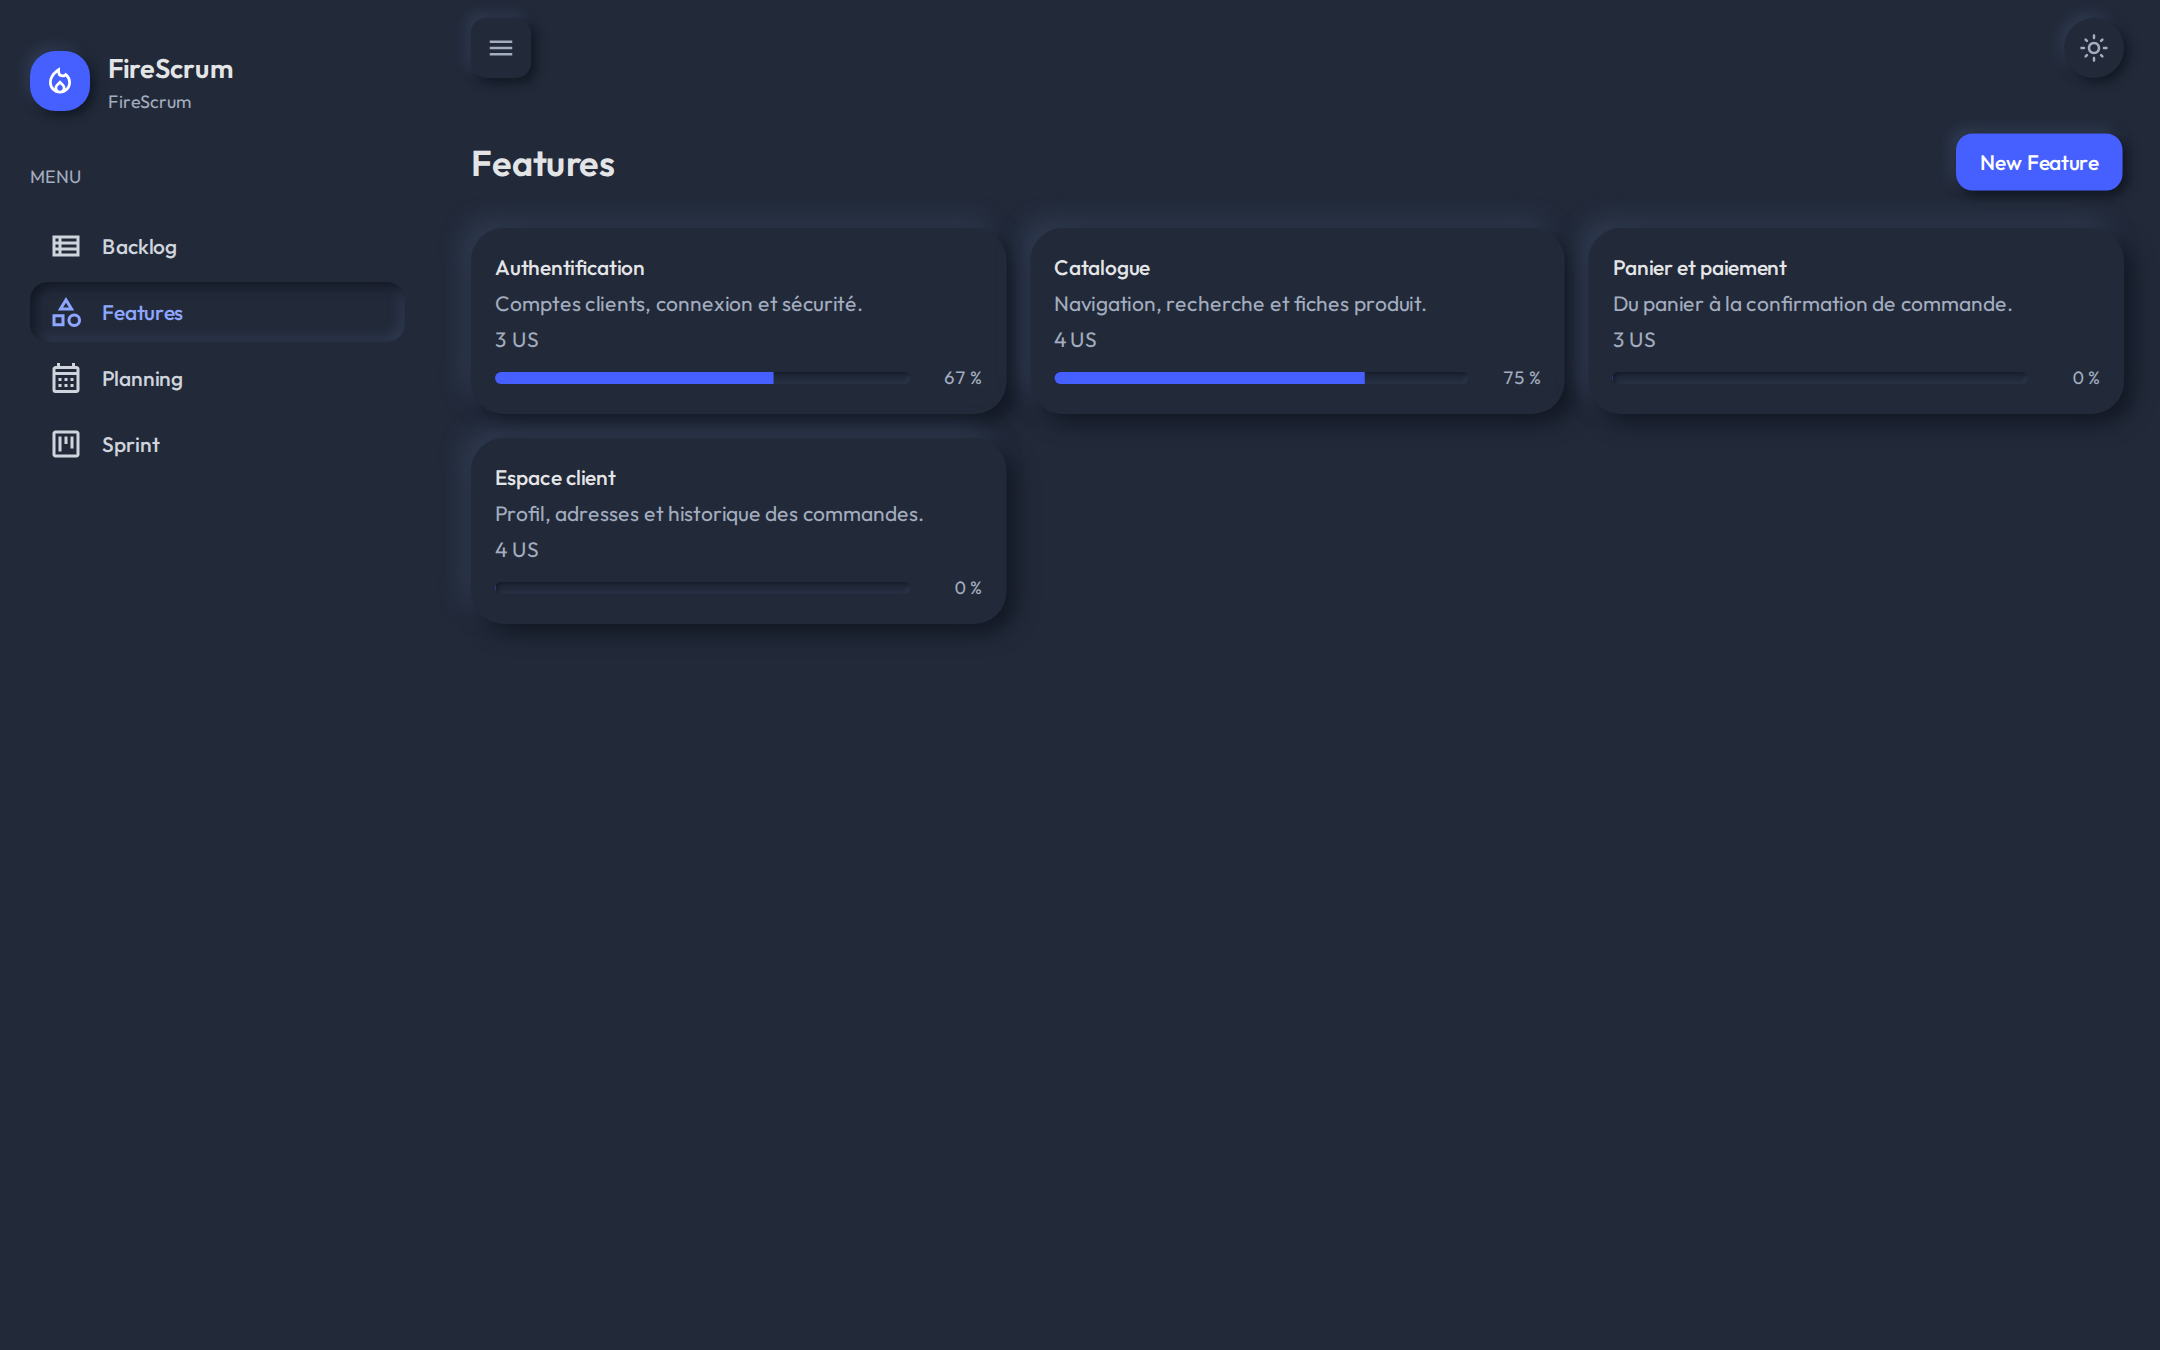 FireScrum
FireScrum
MENU
Backlog
Features
Planning
Sprint
Features
New Feature
Authentification
Comptes clients, connexion et sécurité.
3 US
67 %
Catalogue
Navigation, recherche et fiches produit.
4 US
75 %
Panier et paiement
Du panier à la confirmation de commande.
3 US
0 %
Espace client
Profil, adresses et historique des commandes.
4 US
0 %